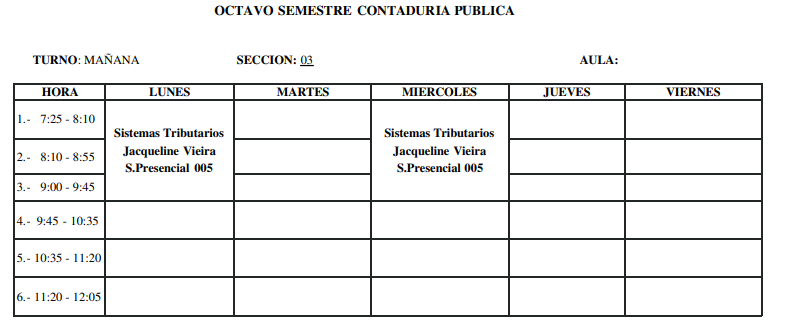 OCTAVO SEMESTRE CONTADURIA PUBLICA
TURNO: MAÑANA SECCION: 03 AULA:
HORA LUNES MARTES MIERCOLES JUEVES VIERNES
1.- 7:25 - 8:10
Sistemas Tributarios Sistemas Tributarios
2.- 8:10 - 8:55 Jacqueline Vieira Jacqueline Vieira
S.Presencial 005 S.Presencial 005
3.- 9:00 - 9:45
4.- 9:45 - 10:35
5.- 10:35 - 11:20
6.- 11:20 - 12:05